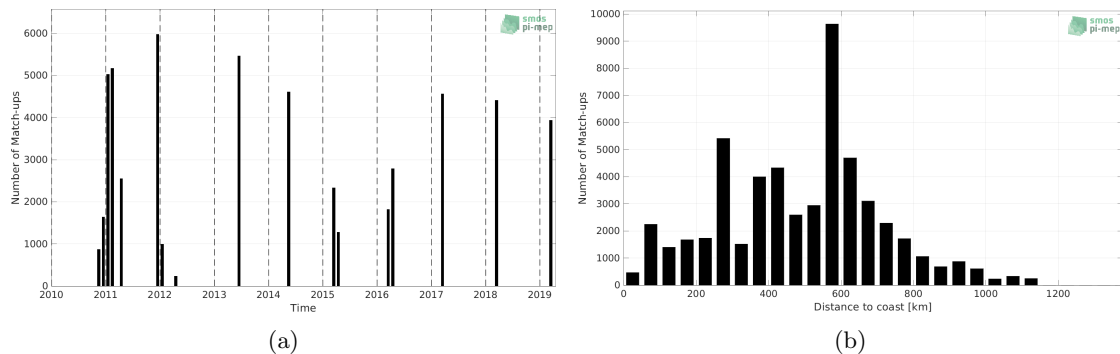 smos
pi-mep
Number of Match-ups
6000
5000
4000
3000
2000
1000
0
2010 2011 2012 2013 2014 2015 2016 2017 2018 2019
Time
(a)
smos
pi-mep
Number of Match-ups
10000
9000
8000
7000
6000
5000
4000
3000
2000
1000
0
0 200 400 600 800 1000 1200
Distance to coast [km]
(b)